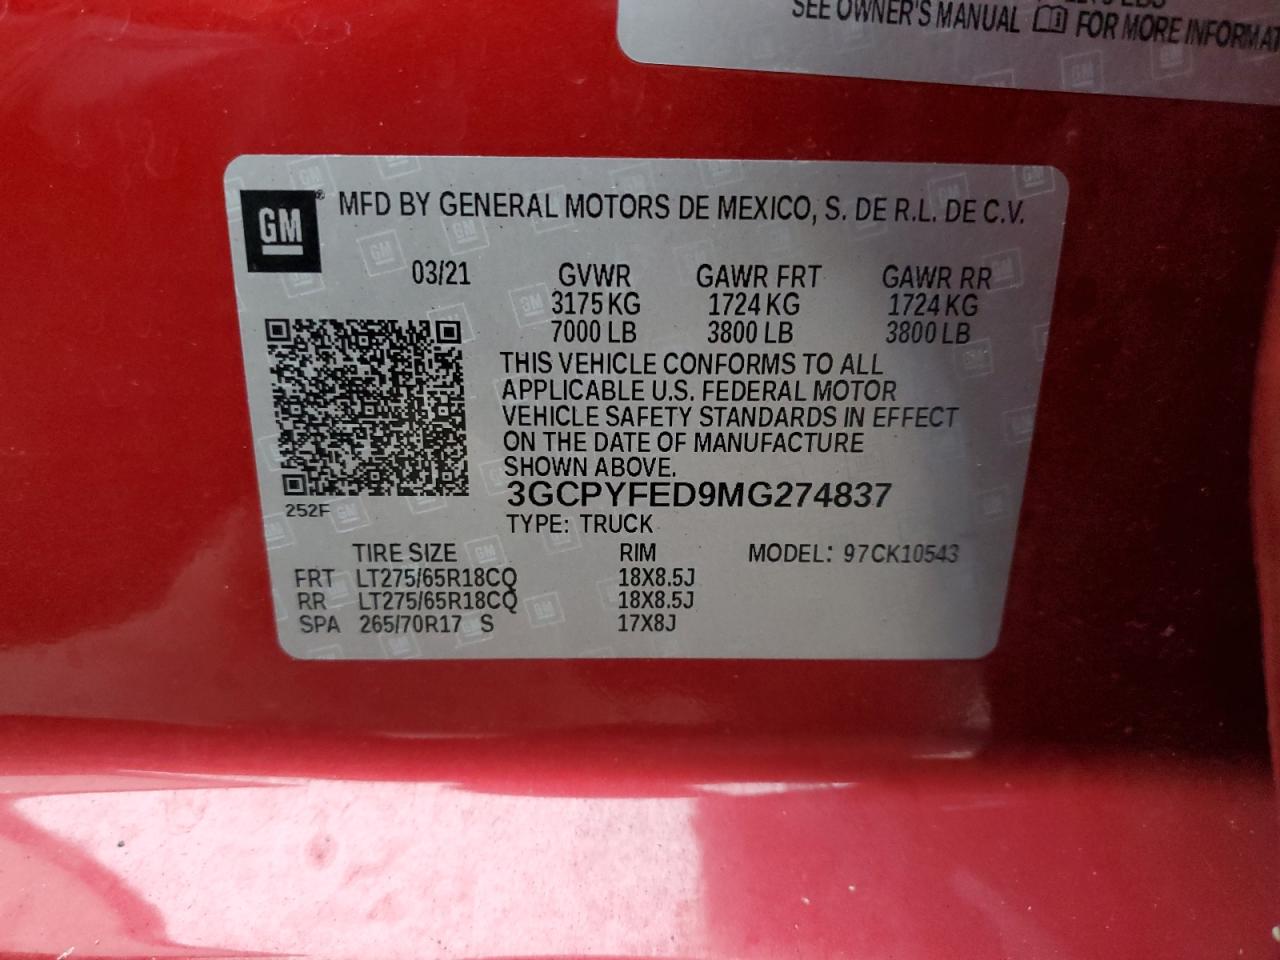 SEE OWNER'S MANUAL FOR MORE
GM
MFD BY GENERAL MOTORS DE MEXICO, S. DE R.L. DE C.V.
03/21 GVWR GAWR FRT GAWR RR
3175 KG 1724 KG 1724 KG
7000 LB 3800 LB 3800 LB
THIS VEHICLE CONFORMS TO ALL
APPLICABLE U.S. FEDERAL MOTOR
VEHICLE SAFETY STANDARDS IN EFFECT
ON THE DATE OF MANUFACTURE
SHOWN ABOVE.
3GCPYFED9MG274837
252F
TYPE: TRUCK
TIRE SIZE RIM MODEL: 97CK10543
FRT LT275/65R18CQ 18X8.5J
RR LT275/65R18CQ 18X8.5J
SPA 265/70R17 S 17X8J